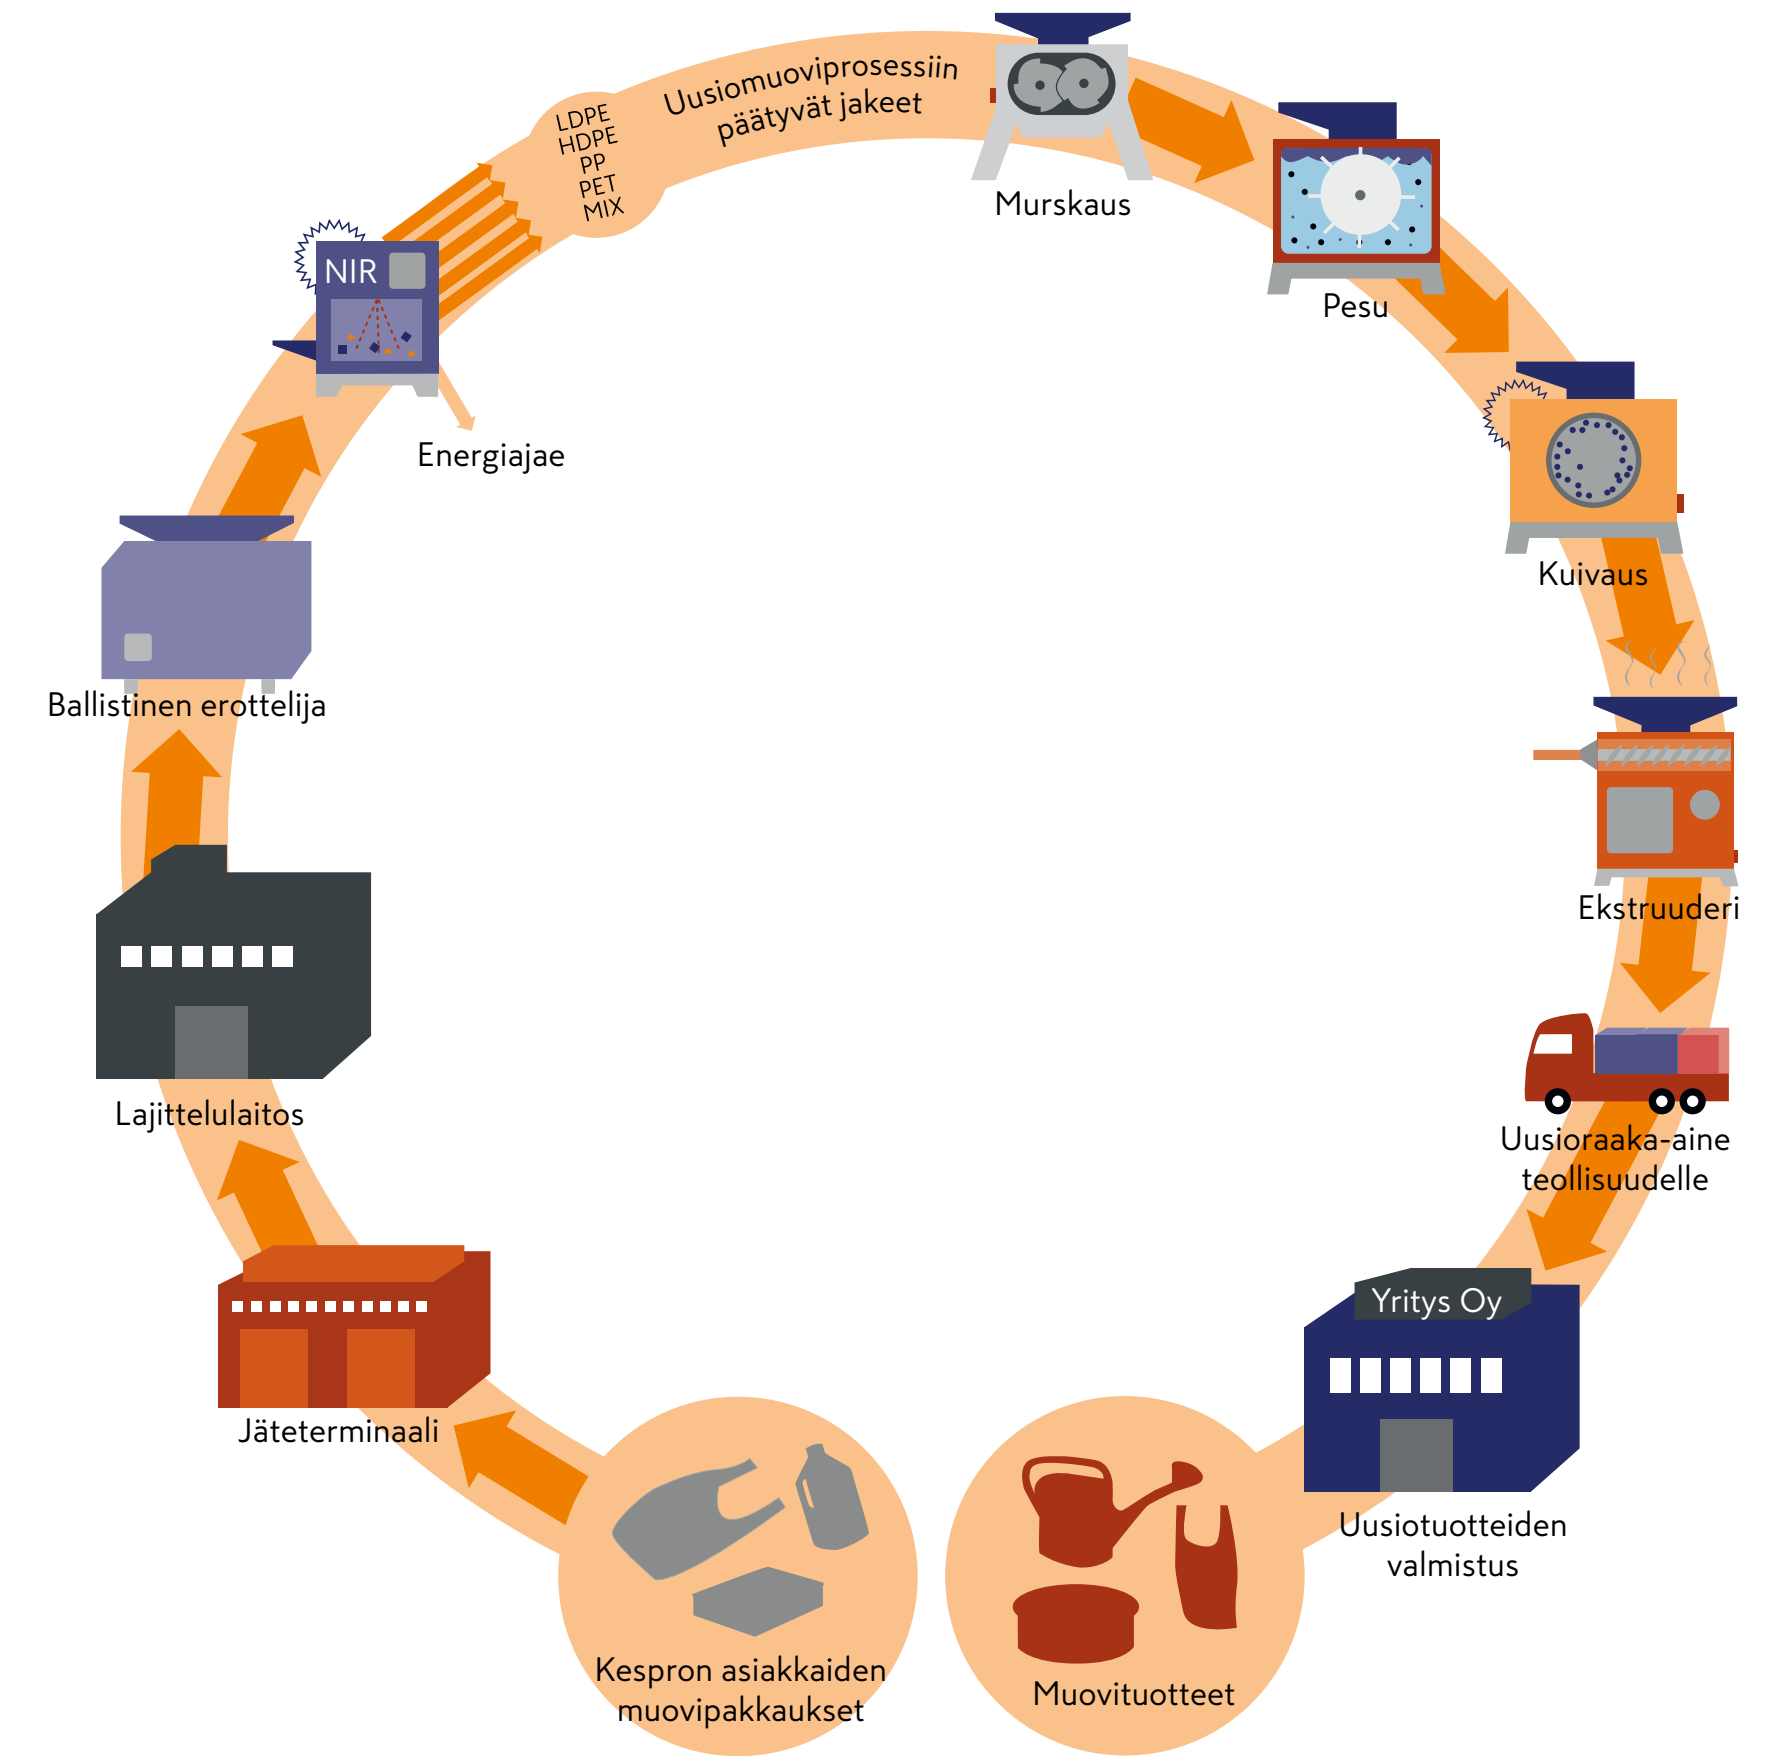 Uusiomuoviprosessiin
päätyvät jakeet
LDPE
HDPE
PP
PET
MIX
Murskaus
Pesu
NIR
Energiajae
Kuivaus
Ballistinen erottelija
Ekstruuderi
Lajittelulaitos
Uusioraaka-aine
teollisuudelle
Yritys Oy
Jäteterminaali
Uusiotuotteiden
valmistus
Kespron asiakkaiden
muovipakkaukset
Muovituotteet